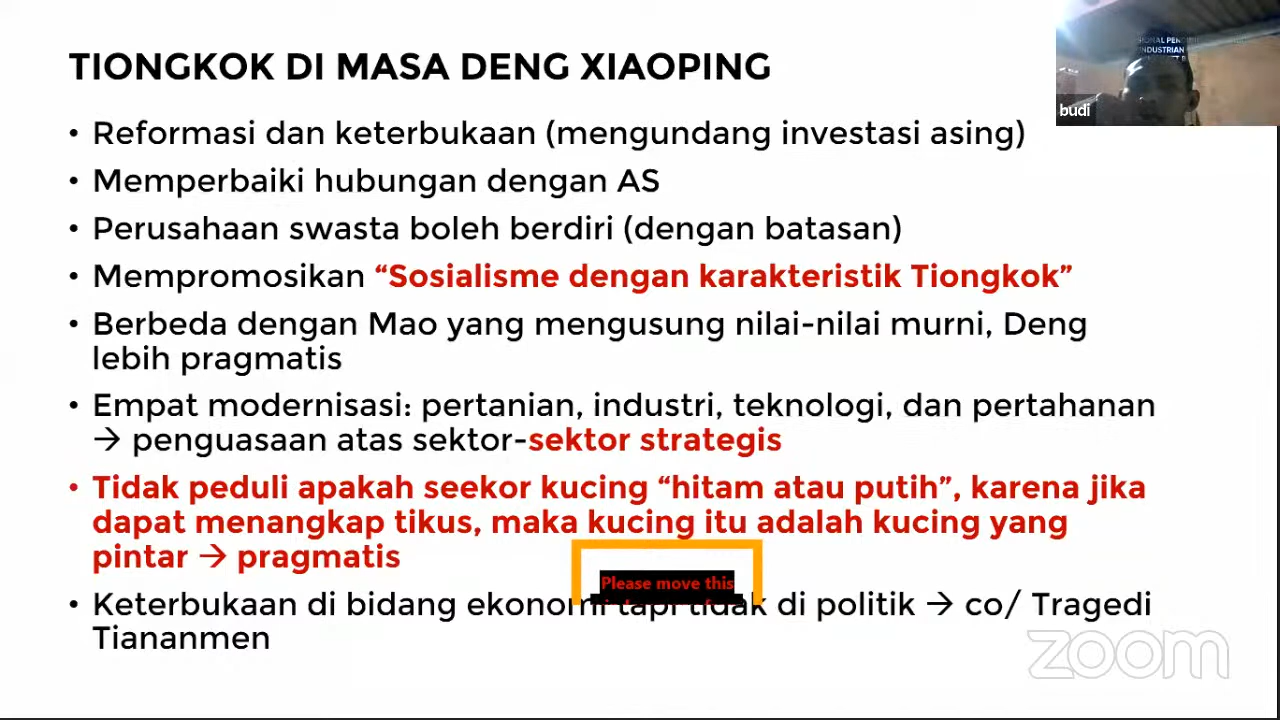 TIONGKOK DI MASA DENG XIAOPING
• Reformasi dan keterbukaan (mengundang investasi asing)
• Memperbaiki hubungan dengan AS
• Perusahaan swasta boleh berdiri (dengan batasan)
• Mempromosikan “Sosialisme dengan karakteristik Tiongkok”
• Berbeda dengan Mao yang mengusung nilai-nilai murni, Deng
lebih pragmatis
• Empat modernisasi: pertanian, industri, teknologi, dan pertahanan
→ penguasaan atas sektor-sektor strategis
• Tidak peduli apakah seekor kucing “hitam atau putih”, karena jika
dapat menangkap tikus, maka kucing itu adalah kucing yang
pintar → pragmatis
• Keterbukaan di bidang ekonomi tapi tidak di politik → co/ Tragedi
Tiananmen
Please move this
budi
zoom